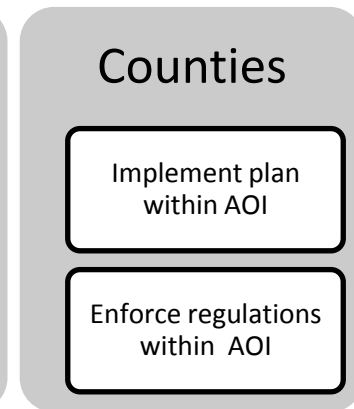 Counties
Implement plan
within AOI
Enforce regulations
within AOI